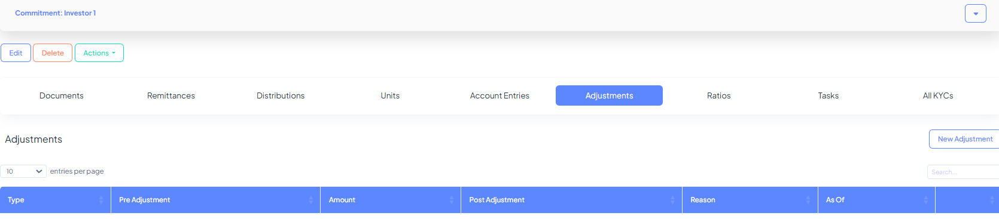 Commitment: Investor 1
Edit Delete Actions
Documents Remittances Distributions Units Account Entries Adjustments Ratios Tasks All KYCs
Adjustments New Adjustment
10 entries per page Search...
Type Pre Adjustment Amount Post Adjustment Reason As Of